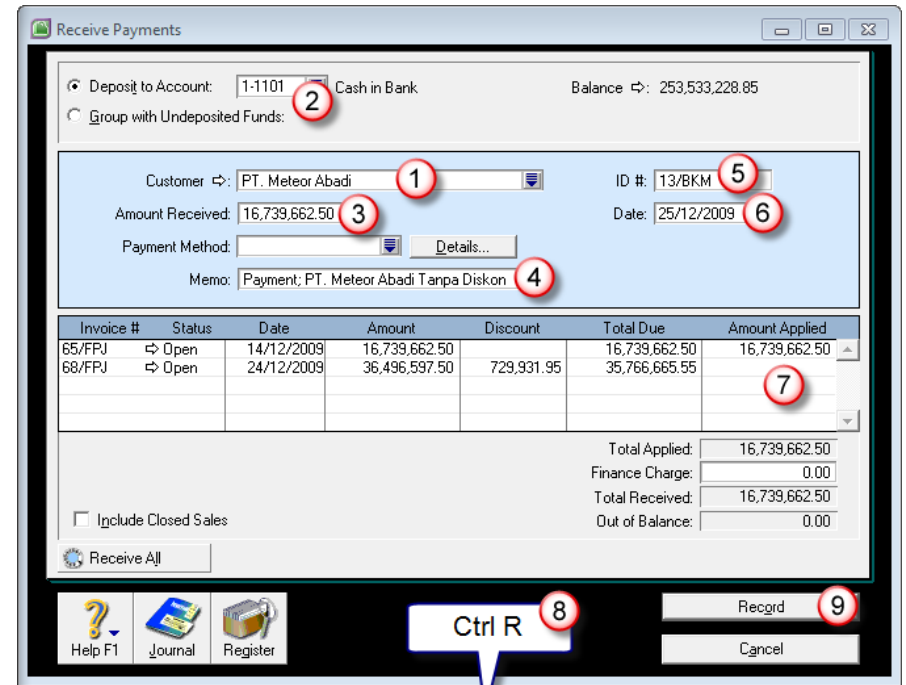 Receive Payments
Deposit to Account: 1-1101 Cash in Bank Balance ⇨: 253,533,228.85
2
Group with Undeposited Funds:
Customer ⇨: PT. Meteor Abadi 1 ID #: 13/BKM 5
Amount Received: 16,739,662.50 3 Date: 25/12/2009 6
Payment Method: Details...
Memo: Payment; PT. Meteor Abadi Tanpa Diskon 4
Invoice # Status Date Amount Discount Total Due Amount Applied
65/FPJ ⇨ Open 14/12/2009 16,739,662.50 16,739,662.50 16,739,662.50
68/FPJ ⇨ Open 24/12/2009 36,496,597.50 729,931.95 35,766,665.55
7
Total Applied: 16,739,662.50
Finance Charge: 0.00
Total Received: 16,739,662.50
Include Closed Sales Out of Balance: 0.00
Receive All
Ctrl R 8 Record 9
Help F1 Journal Register Cancel